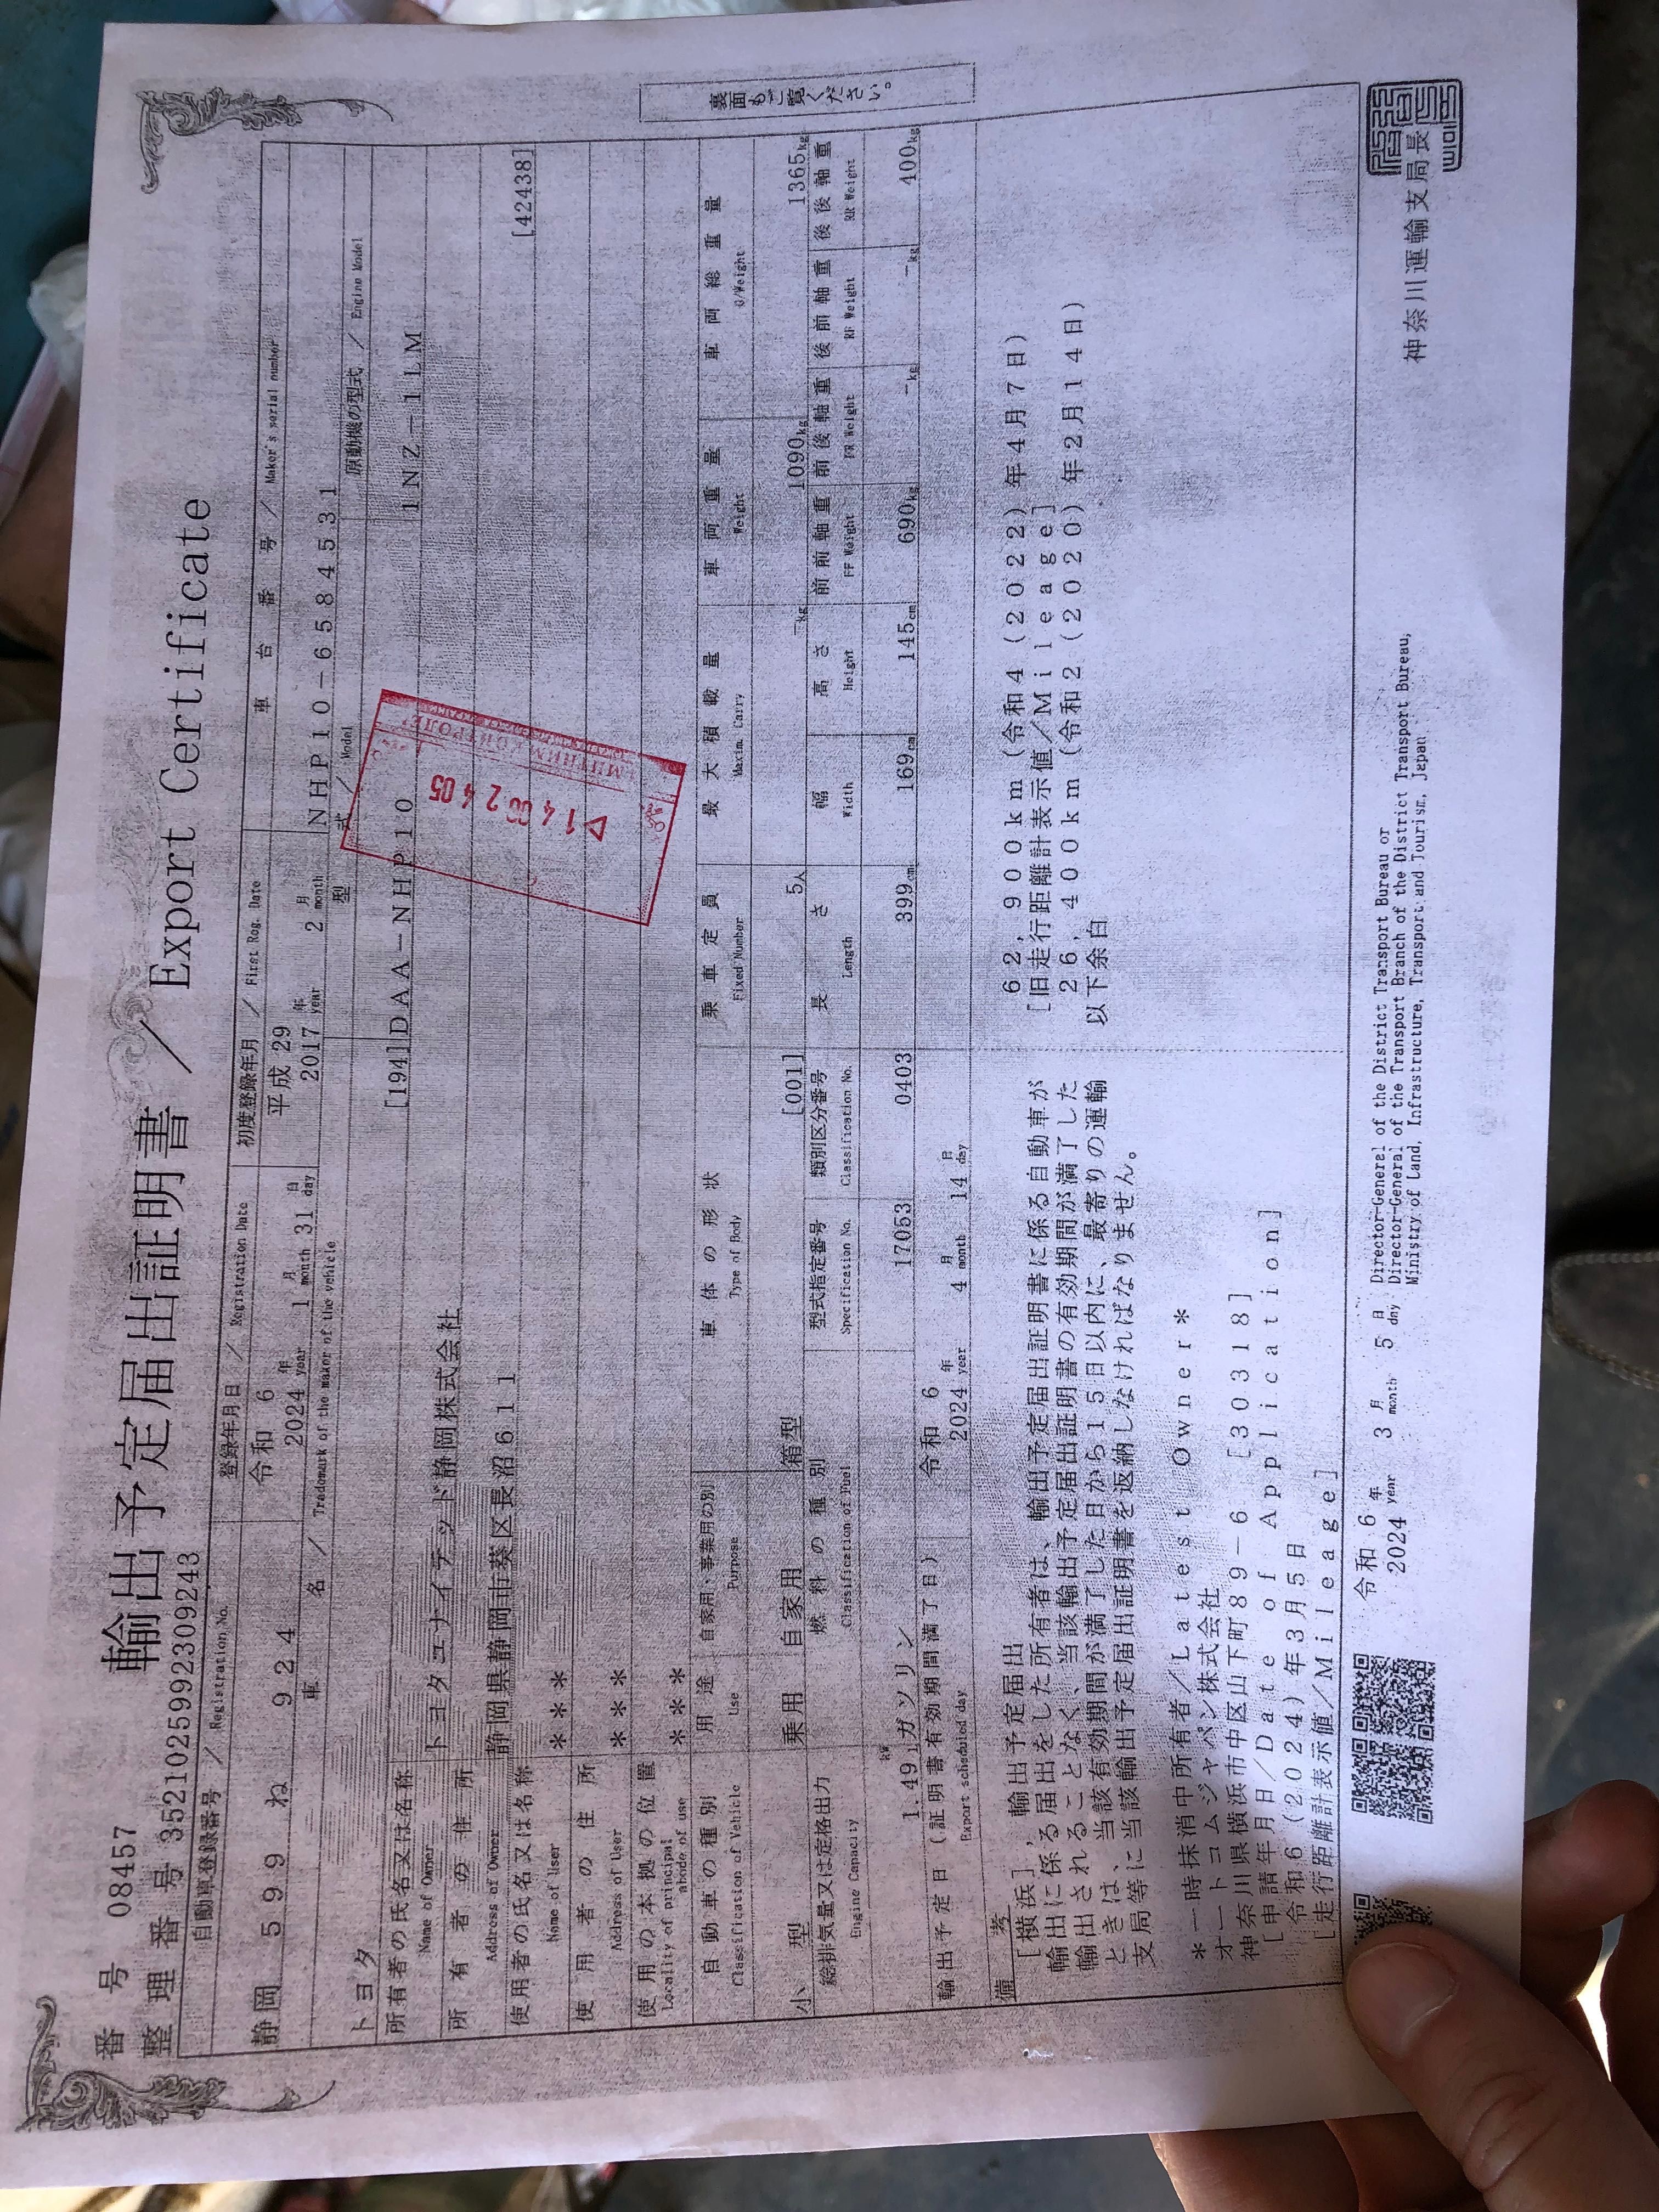 番号 08457
輸出予定届出証明書 / Export Certificate
整理番号 3521025992309243
自動車登録番号 / Registration No.
登録年月日 / Registration Date
初度登録年月 / First Reg. Date
車台番号 / Maker's serial number
静岡 599 ね 924
令和 6 年 1 月 31 日
2024 year 1 month 31 day
平成 29 年 2 月
2017 year 2 month
NHP10-6584531
車名 / Trademark of the maker of the vehicle
型式 / Model
原動機の型式 / Engine Model
トヨタ
[194]DAA-NHP10
1NZ-1LM
所有者の氏名又は名称
Name of Owner
トヨタユナイテッド静岡株式会社
所有者の住所
Address of Owner
静岡県静岡市葵区長沼611
[42438]
使用者の氏名又は名称
Name of User
***
使用者の住所
Address of User
***
使用の本拠の位置
Locality of principal abode of use
***
自動車の種別
Classification of Vehicle
用途
Use
自家用・事業用の別
Purpose
車体の形状
Type of Body
乗車定員
Fixed Number
最大積載量
Maxim. Carry
車両重量
Weight
車両総重量
G/Weight
小型
乗用
自家用
箱型
[001]
5人
-kg
1090kg
1365kg
総排気量又は定格出力
Engine Capacity
燃料の種別
Classification of Fuel
型式指定番号
Specification No.
類別区分番号
Classification No.
長さ
Length
幅
Width
高さ
Height
前前軸重
FF Weight
前後軸重
FR Weight
後前軸重
RF Weight
後後軸重
RR Weight
kW
1.49 L
ガソリン
17053
0403
399cm
169cm
145cm
690kg
-kg
-kg
400kg
輸出予定日(証明書有効期間満了日)
Export scheduled day
令和 6 年 4 月 14 日
2024 year 4 month 14 day
備考
[横浜], 輸出予定届出
輸出に係る届出をした所有者は、輸出予定届出証明書に係る自動車が
輸出されることなく、当該輸出予定届出証明書の有効期間が満了した
ときは、当該有効期間が満了した日から15日以内に、最寄りの運輸
支局等に当該輸出予定届出証明書を返納しなければなりません。
*一時抹消中所有者/Latest Owner*
オートコムジャパン株式会社
神奈川県横浜市中区山下町89-6 [30318]
[申請年月日/Date of Application]
令和6(2024)年3月5日
[走行距離計表示値/Mileage]
62,900km(令和4(2022)年4月7日)
[旧走行距離計表示値/Mileage]
26,400km(令和2(2020)年2月14日)
以下余白
令和 6 年 3 月 5 日
2024 year 3 month 5 day
Director-General of the District Transport Bureau or
Director-General of the Transport Branch of the District Transport Bureau,
Ministry of Land, Infrastructure, Transport and Tourism, Japan
神奈川運輸支局長
裏面もご覧ください。